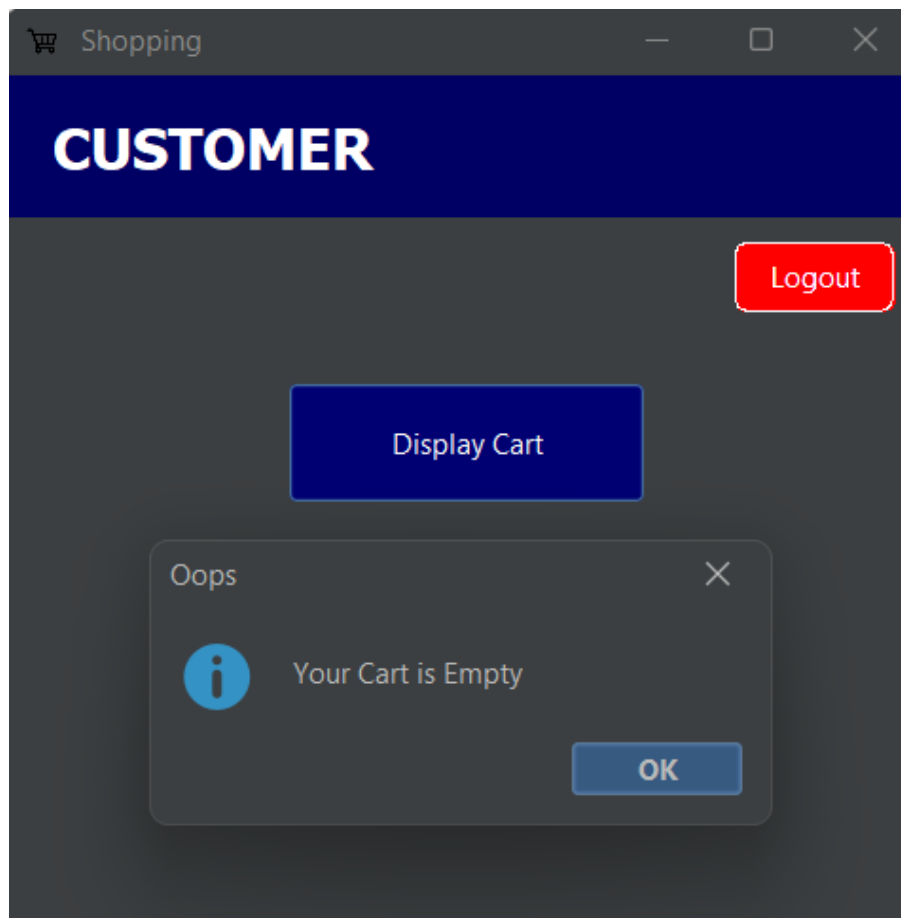 Shopping
CUSTOMER
Logout
Display Cart
Oops
Your Cart is Empty
OK